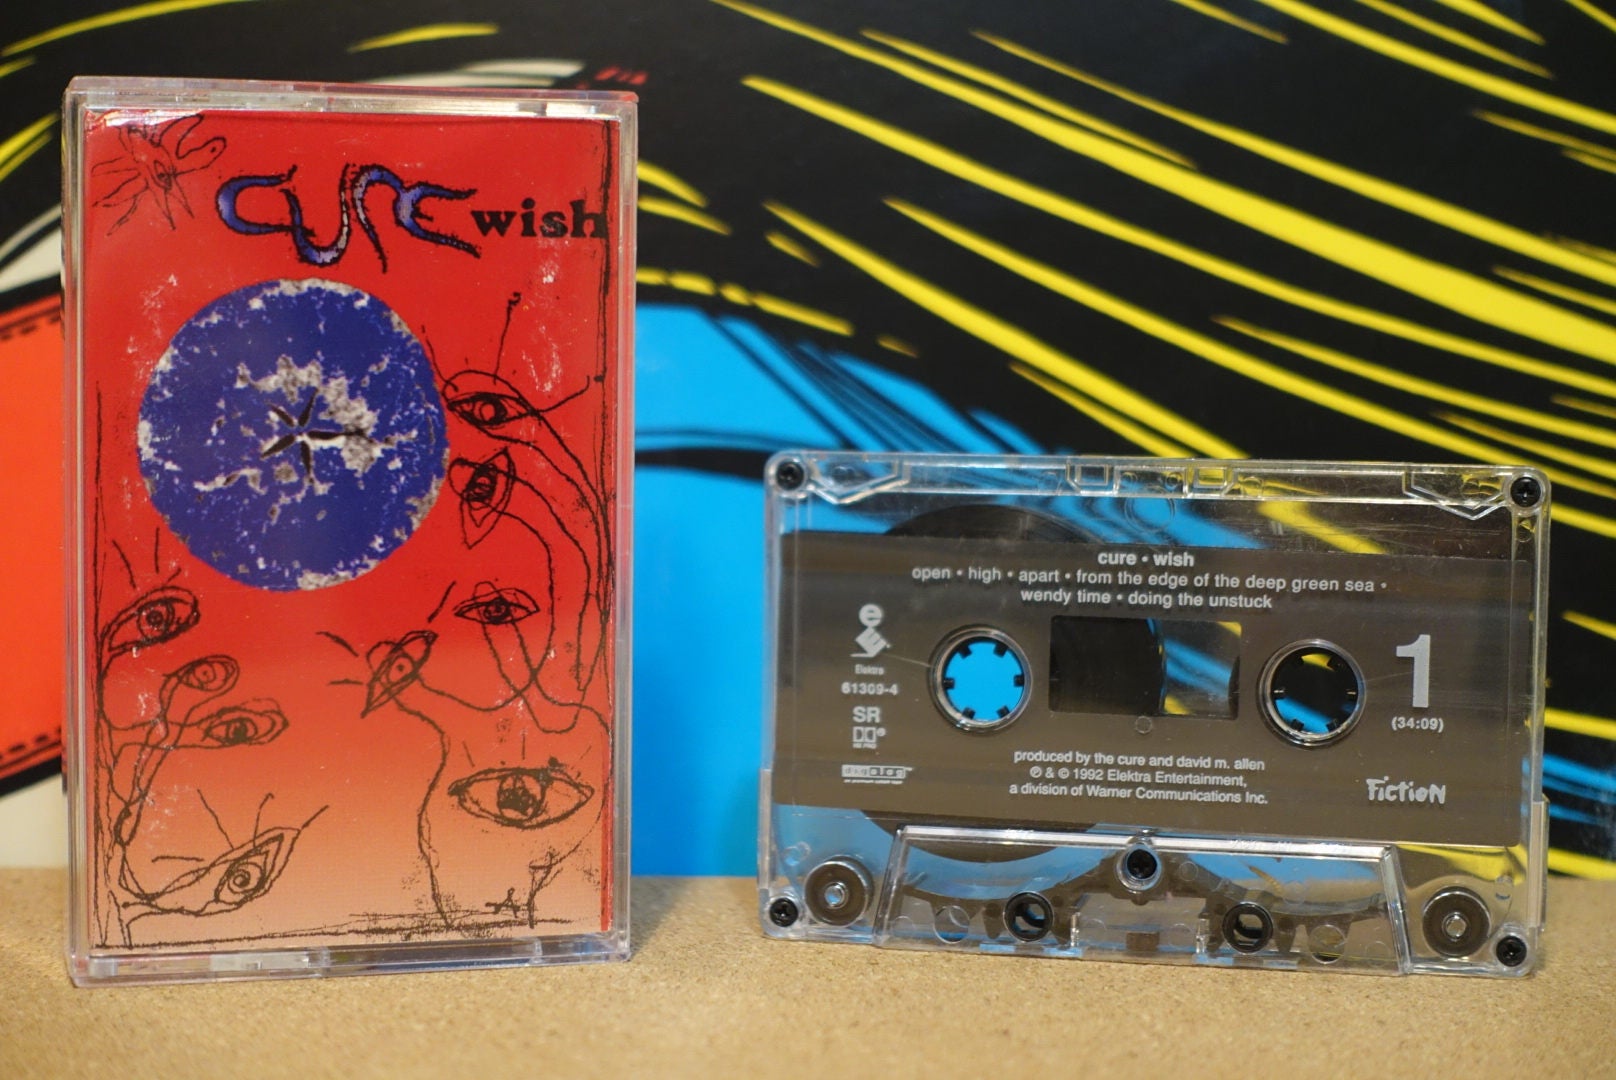 CURE wish
cure • wish
open • high • apart • from the edge of the deep green sea •
wendy time • doing the unstuck
e
Elektra
61309-4
SR
1
(34:09)
digalog
produced by the cure and david m. allen
℗ & © 1992 Elektra Entertainment,
a division of Warner Communications Inc.
Fiction